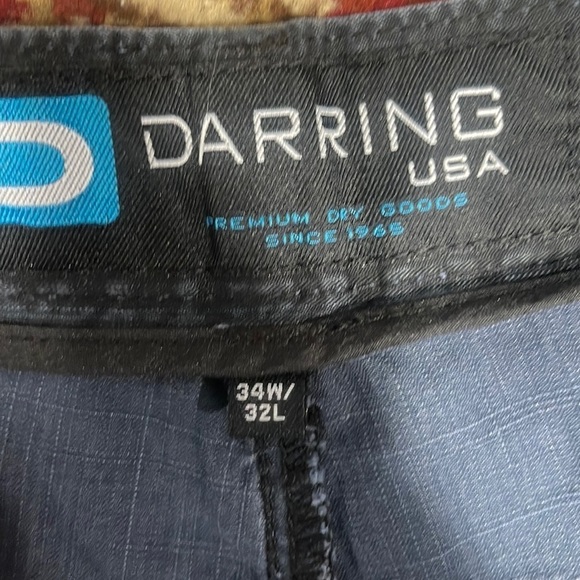 D
DARRING
USA
PREMIUM DRY GOODS
SINCE 1965
34W/
32L